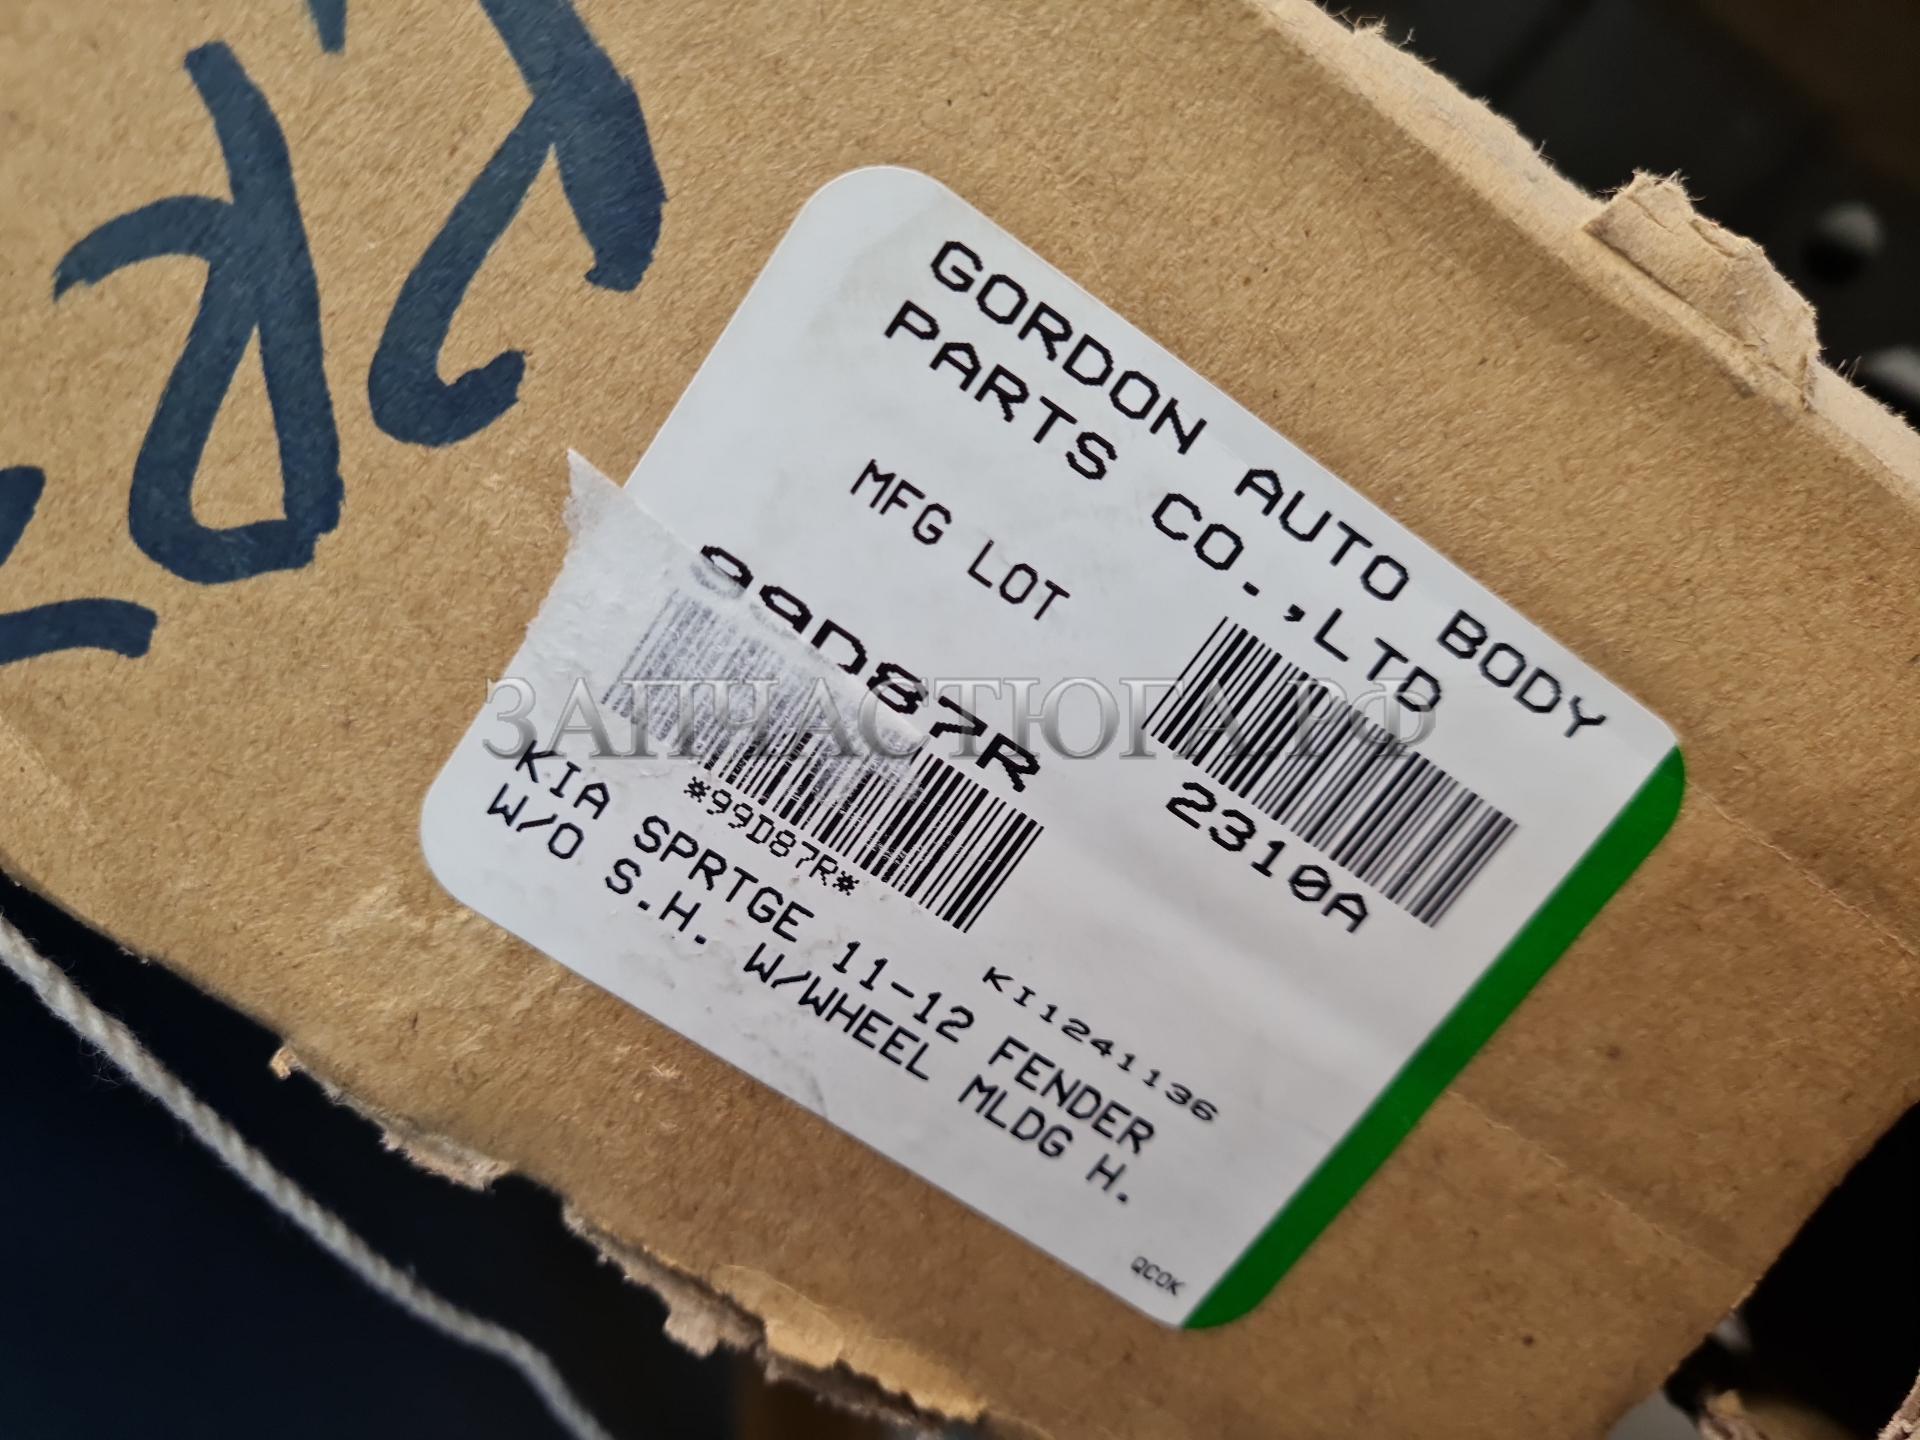 GORDON AUTO BODY
PARTS CO.,LTD
MFG LOT
99D87R
2310A
*99D87R*
KI1241136
KIA SPRTGE 11-12 FENDER
W/O S.H. W/WHEEL MLDG H.
QCOK
ЗАПЧАСТЮГА.РФ